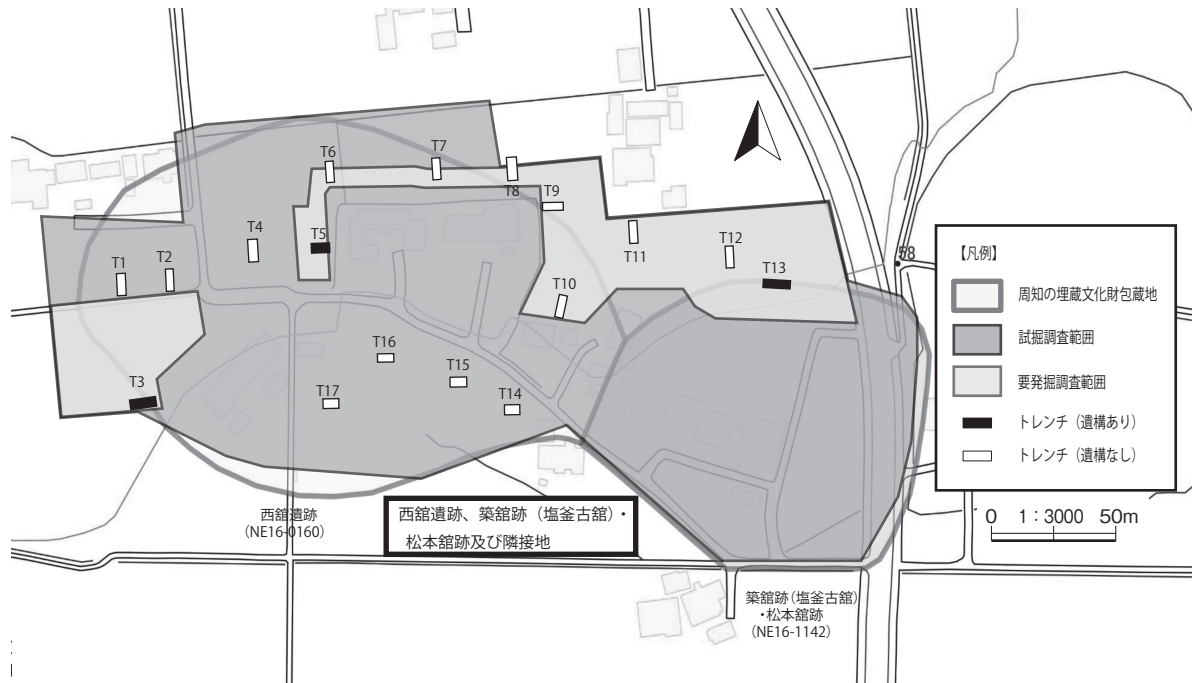 T6
T7
T8
T9
T4
T5
T11
T12
T13
T1
T2
T10
T3
T16
T15
T17
T14
58
【凡例】
周知の埋蔵文化財包蔵地
試掘調査範囲
要発掘調査範囲
トレンチ（遺構あり）
トレンチ（遺構なし）
0 1：3000 50m
西舘遺跡
(NE16-0160)
西舘遺跡、築舘跡（塩釜古舘）・
松本舘跡及び隣接地
築舘跡（塩釜古舘）
・松本舘跡
(NE16-1142)